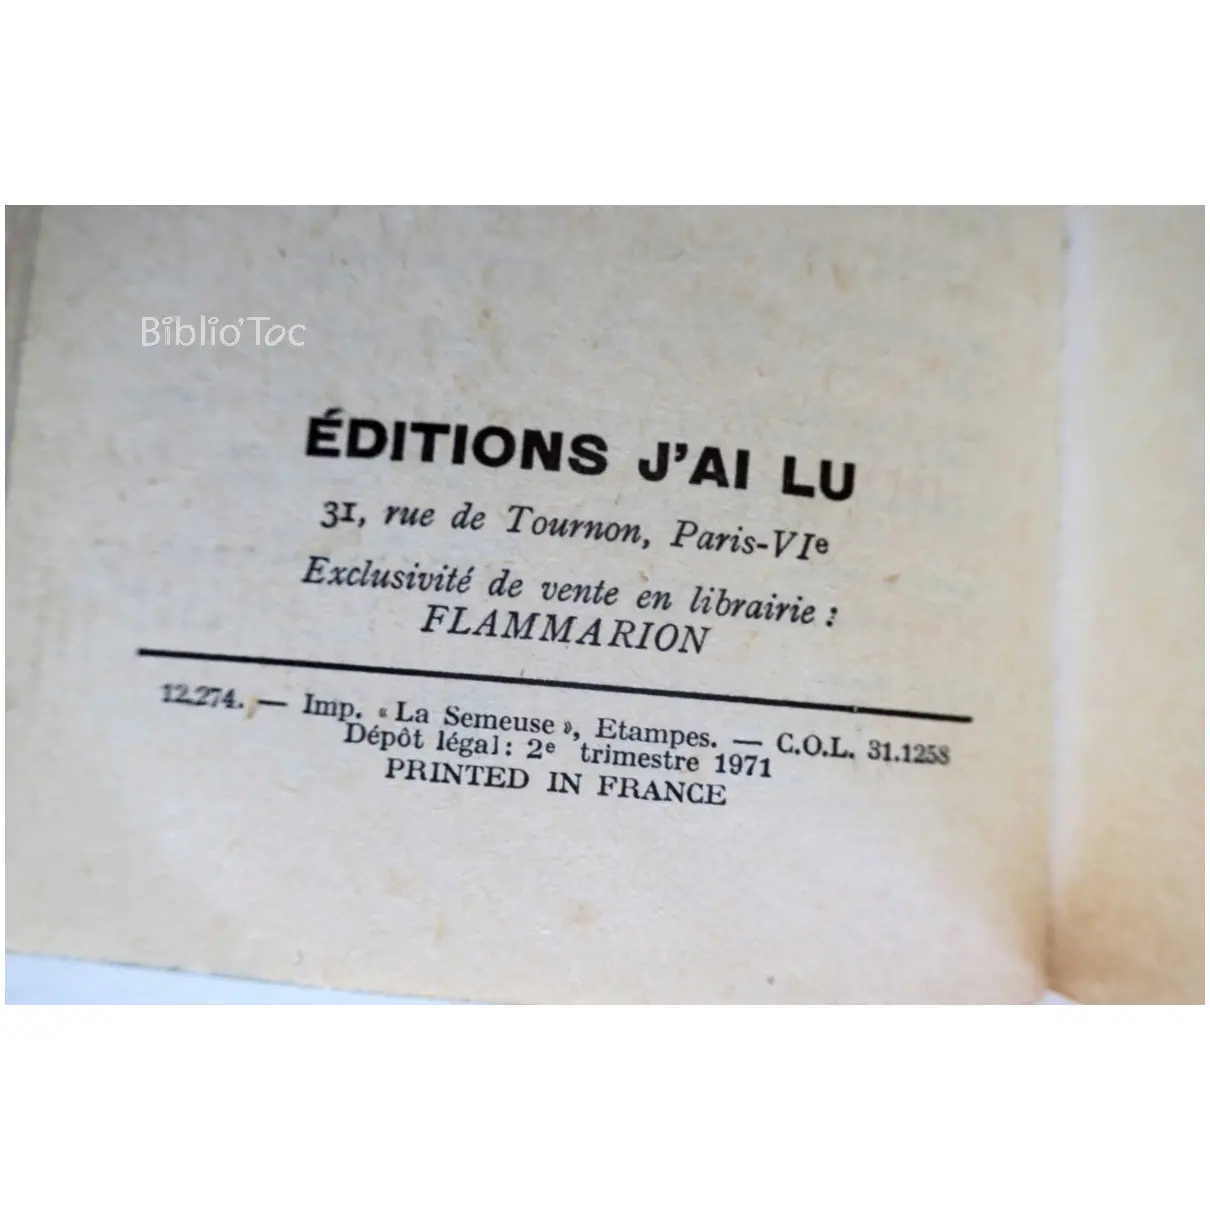 Biblio'Toc
ÉDITIONS J'AI LU
31, rue de Tournon, Paris-VIe
Exclusivité de vente en librairie :
FLAMMARION
12.274. — Imp. « La Semeuse », Etampes. — C.O.L. 31.1258
Dépôt légal : 2e trimestre 1971
PRINTED IN FRANCE